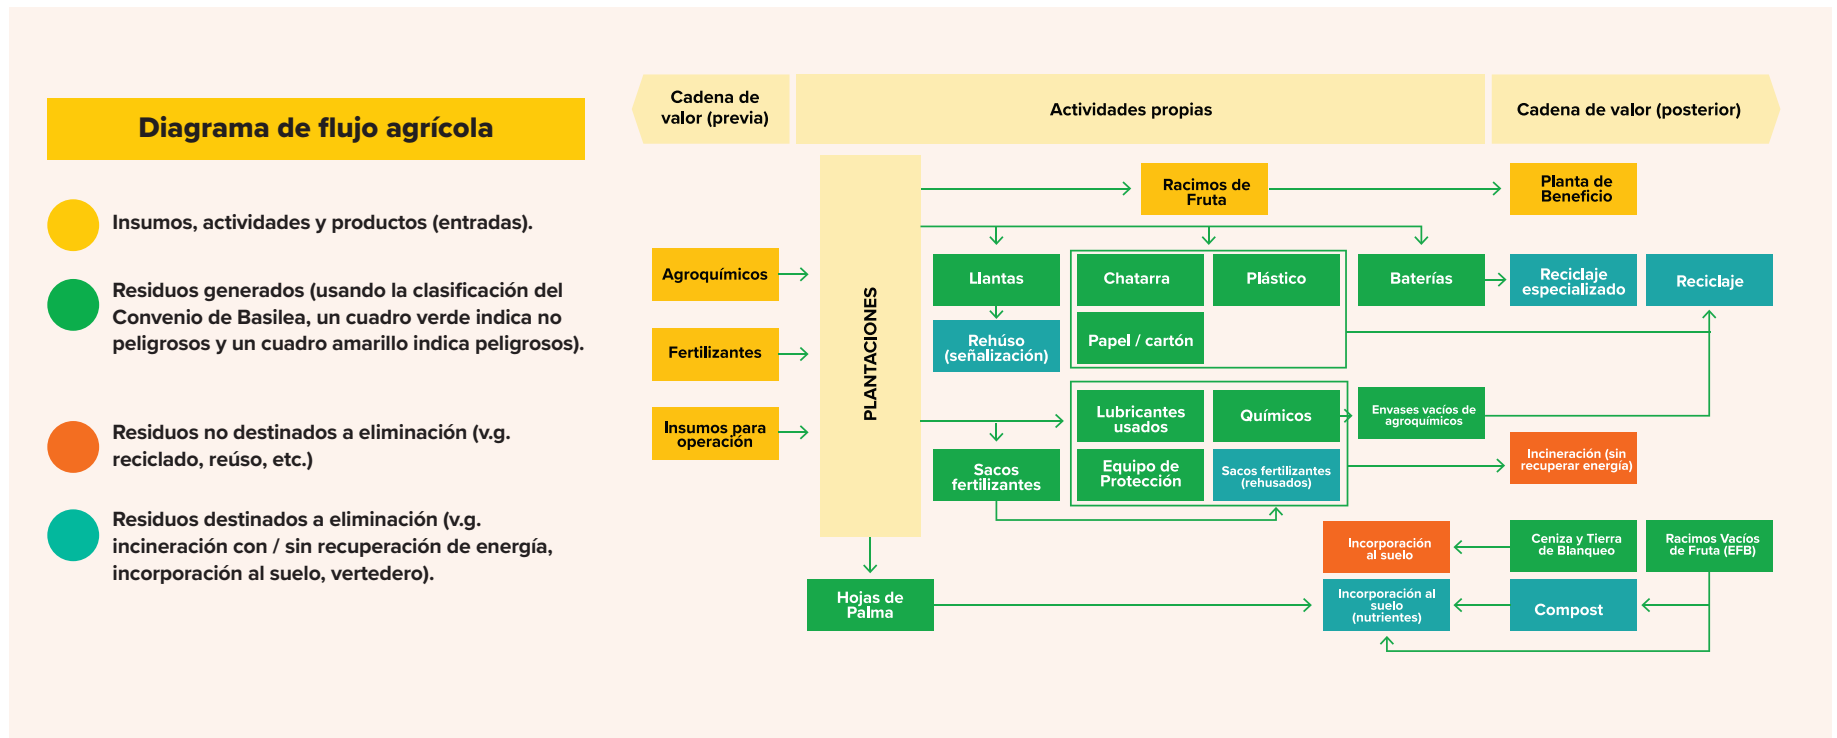 Diagrama de flujo agrícola
Insumos, actividades y productos (entradas).
Residuos generados (usando la clasificación del
Convenio de Basilea, un cuadro verde indica no
peligrosos y un cuadro amarillo indica peligrosos).
Residuos no destinados a eliminación (v.g.
reciclado, reúso, etc.)
Residuos destinados a eliminación (v.g.
incineración con / sin recuperación de energía,
incorporación al suelo, vertedero).
Cadena de
valor (previa)
Actividades propias
Cadena de valor (posterior)
Agroquímicos
Fertilizantes
Insumos para
operación
PLANTACIONES
Racimos de
Fruta
Planta de
Beneficio
Llantas
Chatarra
Plástico
Baterías
Reciclaje
especializado
Reciclaje
Rehúso
(señalización)
Papel / cartón
Lubricantes
usados
Químicos
Envases vacíos de
agroquímicos
Sacos
fertilizantes
Equipo de
Protección
Sacos fertilizantes
(rehusados)
Incineración (sin
recuperar energía)
Incorporación
al suelo
Ceniza y Tierra
de Blanqueo
Racimos Vacíos
de Fruta (EFB)
Hojas de
Palma
Incorporación al
suelo
(nutrientes)
Compost